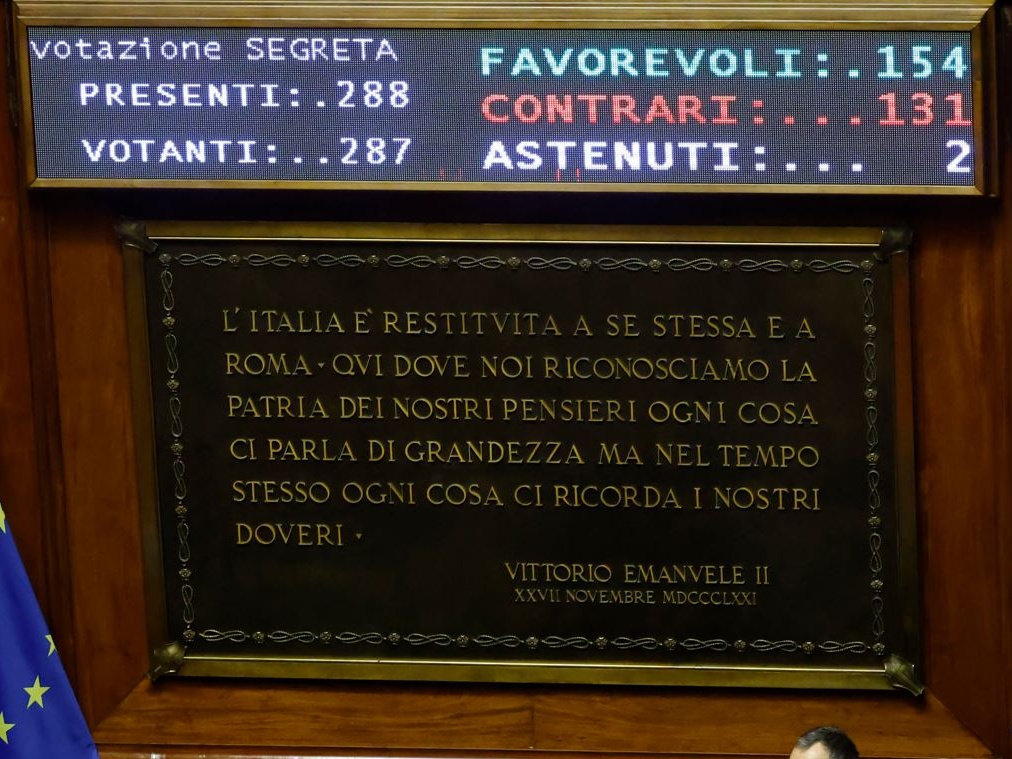 votazione SEGRETA
PRESENTI:.288
VOTANTI:..287
FAVOREVOLI:.154
CONTRARI:...131
ASTENUTI:... 2
L'ITALIA E' RESTITVITA A SE STESSA E A
ROMA · QVI DOVE NOI RICONOSCIAMO LA
PATRIA DEI NOSTRI PENSIERI OGNI COSA
CI PARLA DI GRANDEZZA MA NEL TEMPO
STESSO OGNI COSA CI RICORDA I NOSTRI
DOVERI ·
VITTORIO EMANVELE II
XXVII NOVEMBRE MDCCCLXXI